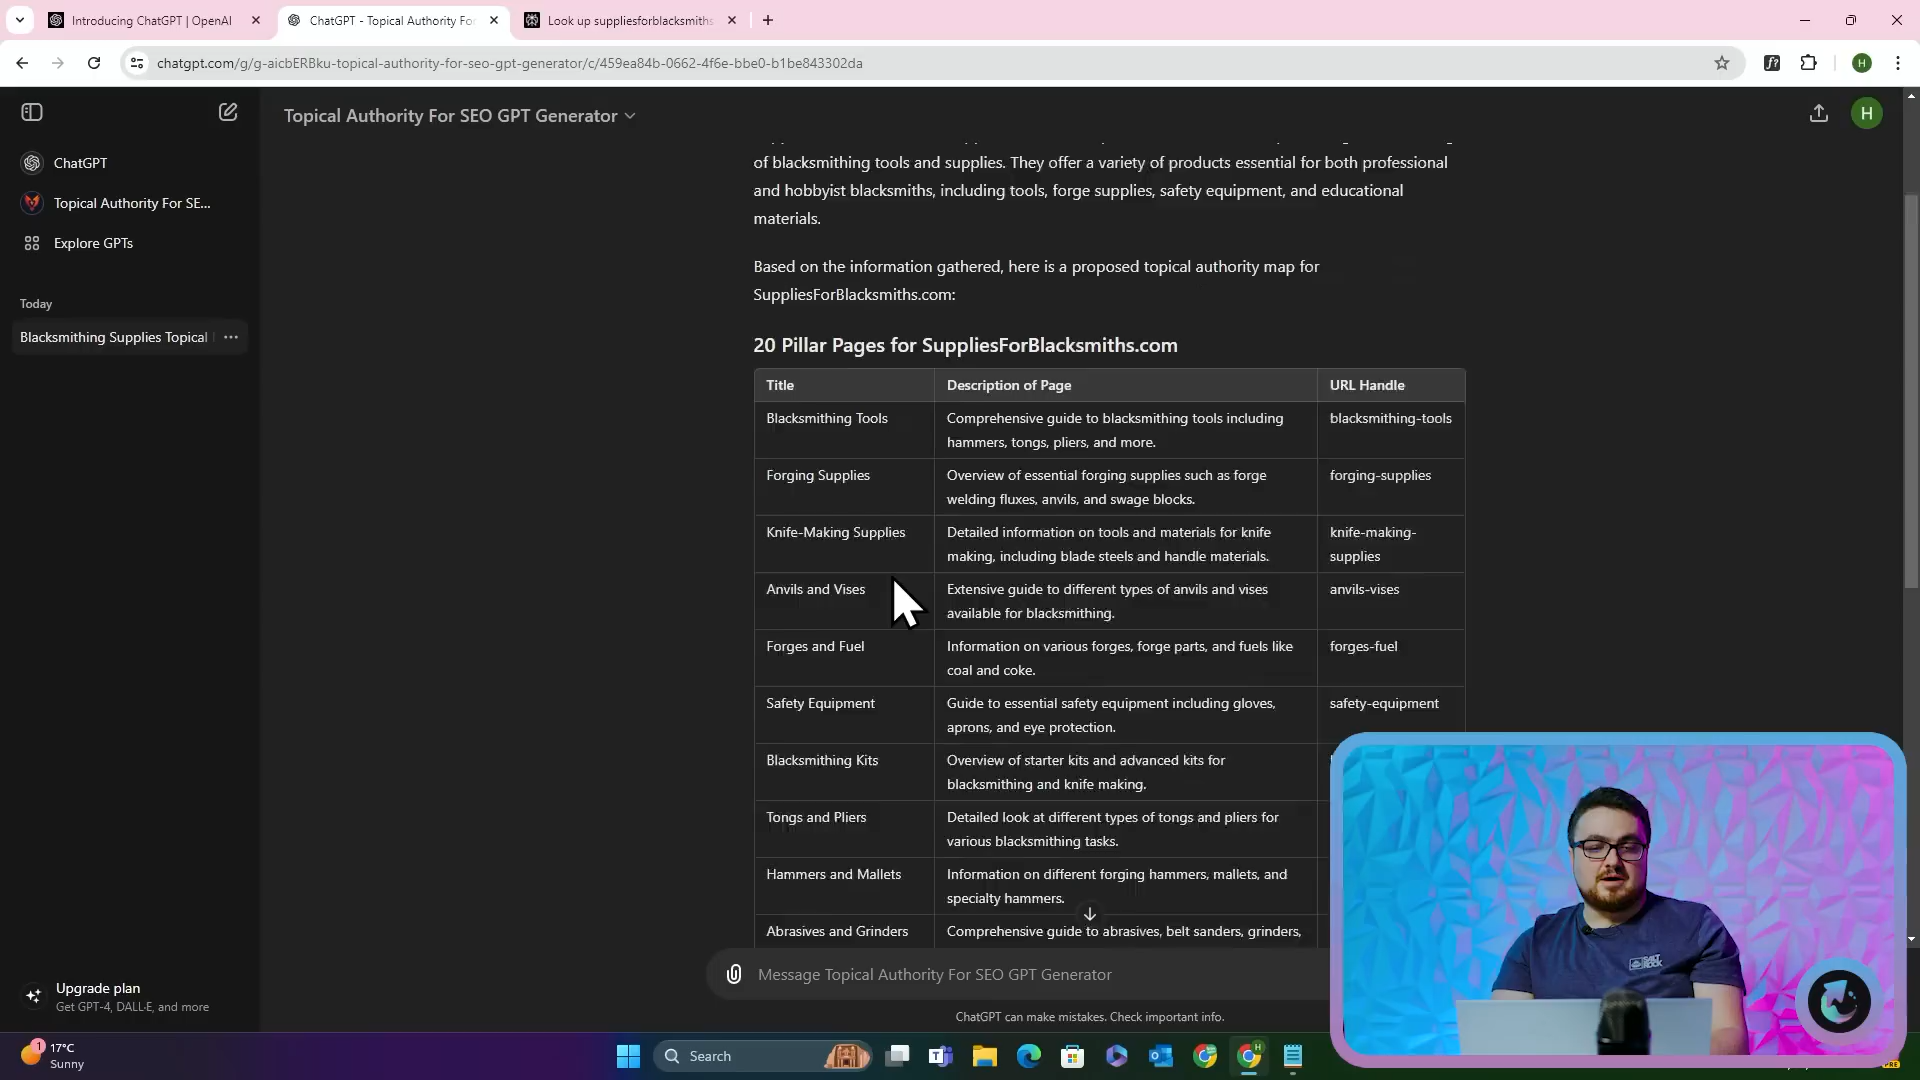 Introducing ChatGPT | OpenAI
ChatGPT - Topical Authority Fo
Look up suppliesforblacksmiths
chatgpt.com/g/g-aicbERBku-topical-authority-for-seo-gpt-generator/c/459ea84b-0662-4f6e-bbe0-b1be843302da
f?
H
Topical Authority For SEO GPT Generator
H
ChatGPT
Topical Authority For SE...
Explore GPTs
Today
Blacksmithing Supplies Topical
of blacksmithing tools and supplies. They offer a variety of products essential for both professional
and hobbyist blacksmiths, including tools, forge supplies, safety equipment, and educational
materials.
Based on the information gathered, here is a proposed topical authority map for
SuppliesForBlacksmiths.com:
20 Pillar Pages for SuppliesForBlacksmiths.com
Title Description of Page URL Handle
Blacksmithing Tools Comprehensive guide to blacksmithing tools including blacksmithing-tools
hammers, tongs, pliers, and more.
Forging Supplies Overview of essential forging supplies such as forge forging-supplies
welding fluxes, anvils, and swage blocks.
Knife-Making Supplies Detailed information on tools and materials for knife knife-making-
making, including blade steels and handle materials. supplies
Anvils and Vises Extensive guide to different types of anvils and vises anvils-vises
available for blacksmithing.
Forges and Fuel Information on various forges, forge parts, and fuels like forges-fuel
coal and coke.
Safety Equipment Guide to essential safety equipment including gloves, safety-equipment
aprons, and eye protection.
Blacksmithing Kits Overview of starter kits and advanced kits for
blacksmithing and knife making.
Tongs and Pliers Detailed look at different types of tongs and pliers for
various blacksmithing tasks.
Hammers and Mallets Information on different forging hammers, mallets, and
specialty hammers.
Abrasives and Grinders Comprehensive guide to abrasives, belt sanders, grinders,
Message Topical Authority For SEO GPT Generator
ChatGPT can make mistakes. Check important info.
Upgrade plan
Get GPT-4, DALL·E, and more
SALT
ROCK
1
17°C
Sunny
Search
H
PRE